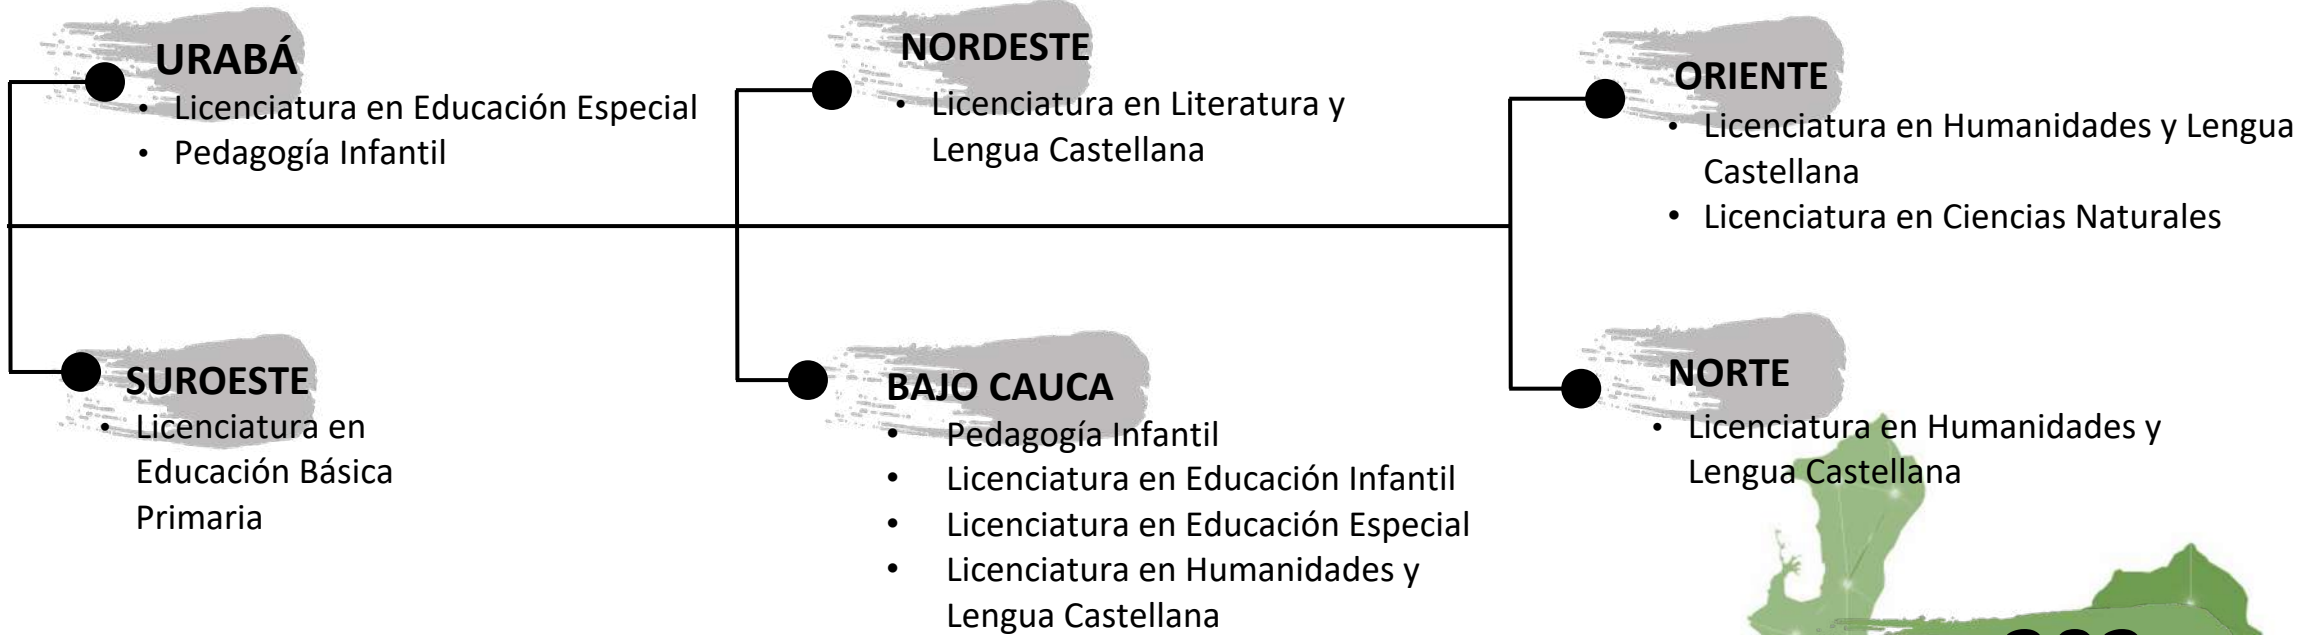 URABÁ
• Licenciatura en Educación Especial
• Pedagogía Infantil
NORDESTE
• Licenciatura en Literatura y
Lengua Castellana
ORIENTE
• Licenciatura en Humanidades y Lengua
Castellana
• Licenciatura en Ciencias Naturales
SUROESTE
• Licenciatura en
Educación Básica
Primaria
BAJO CAUCA
• Pedagogía Infantil
• Licenciatura en Educación Infantil
• Licenciatura en Educación Especial
• Licenciatura en Humanidades y
Lengua Castellana
NORTE
• Licenciatura en Humanidades y
Lengua Castellana